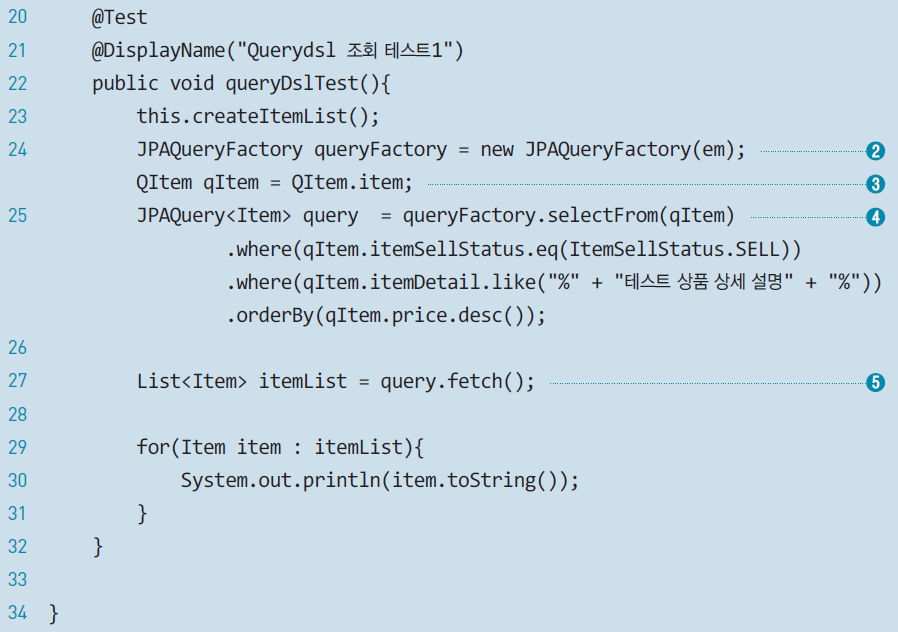 20 @Test
21 @DisplayName("Querydsl 조회 테스트1")
22 public void queryDslTest(){
23 this.createItemList();
24 JPAQueryFactory queryFactory = new JPAQueryFactory(em); ❷
QItem qItem = QItem.item; ❸
25 JPAQuery<Item> query  = queryFactory.selectFrom(qItem) ❹
.where(qItem.itemSellStatus.eq(ItemSellStatus.SELL))
.where(qItem.itemDetail.like("%" + "테스트 상품 상세 설명" + "%"))
.orderBy(qItem.price.desc());
26
27 List<Item> itemList = query.fetch(); ❺
28
29 for(Item item : itemList){
30 System.out.println(item.toString());
31 }
32 }
33
34 }